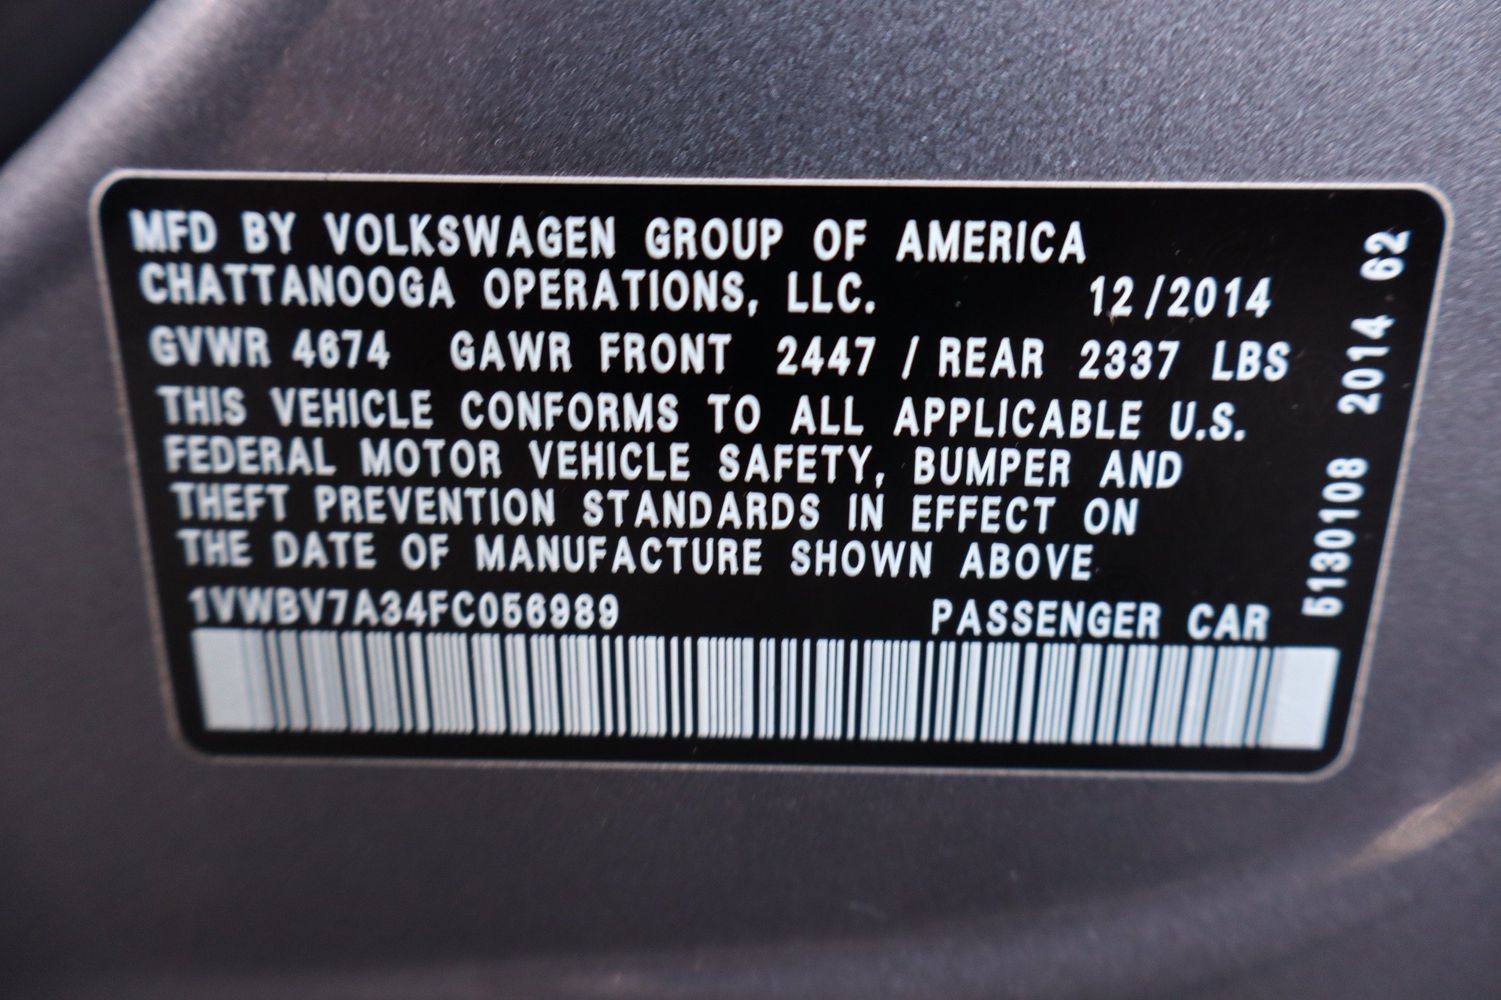 MFD BY VOLKSWAGEN GROUP OF AMERICA
CHATTANOOGA OPERATIONS, LLC. 12/2014
GVWR 4674 GAWR FRONT 2447 / REAR 2337 LBS
THIS VEHICLE CONFORMS TO ALL APPLICABLE U.S.
FEDERAL MOTOR VEHICLE SAFETY, BUMPER AND
THEFT PREVENTION STANDARDS IN EFFECT ON
THE DATE OF MANUFACTURE SHOWN ABOVE
1VWBV7A34FC056989 PASSENGER CAR
5130108 2014 62